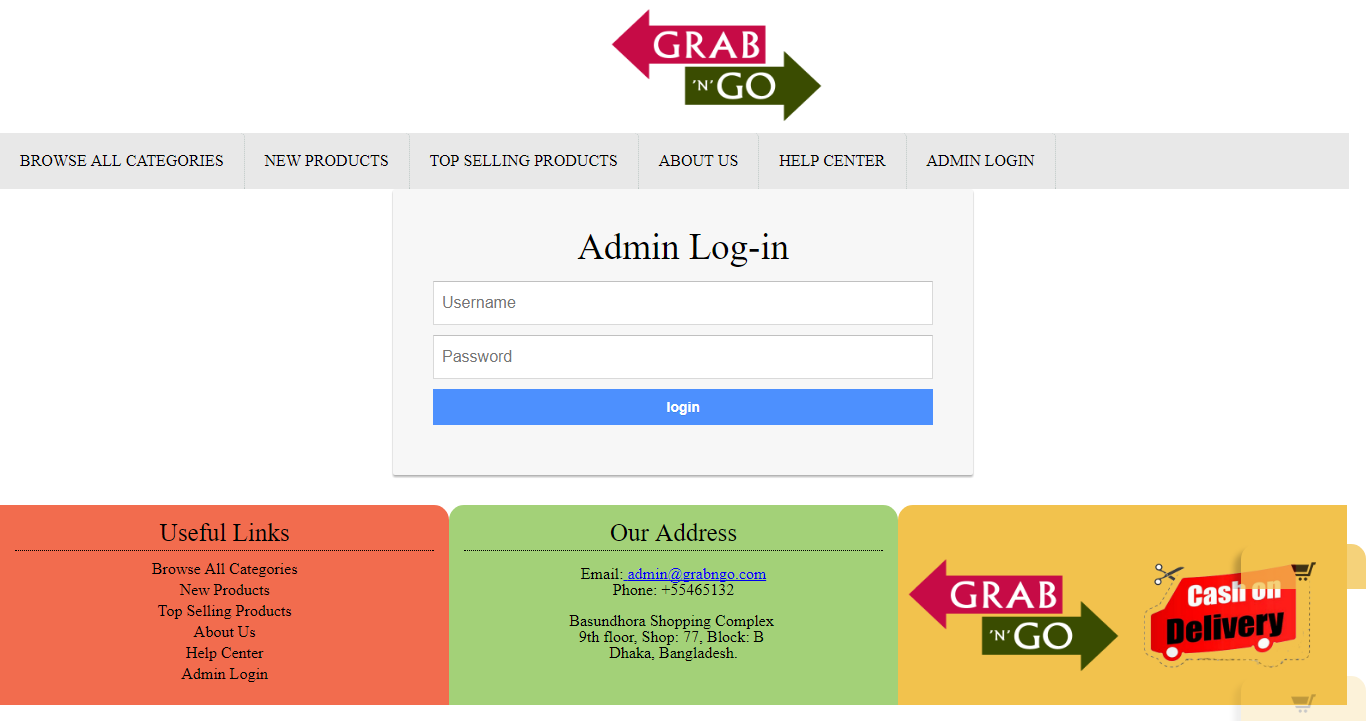 GRAB
'N' GO
BROWSE ALL CATEGORIES
NEW PRODUCTS
TOP SELLING PRODUCTS
ABOUT US
HELP CENTER
ADMIN LOGIN
Admin Log-in
Username
Password
login
Useful Links
Browse All Categories
New Products
Top Selling Products
About Us
Help Center
Admin Login
Our Address
Email: admin@grabngo.com
Phone: +55465132
Basundhora Shopping Complex
9th floor, Shop: 77, Block: B
Dhaka, Bangladesh.
GRAB
'N' GO
Cash on
Delivery